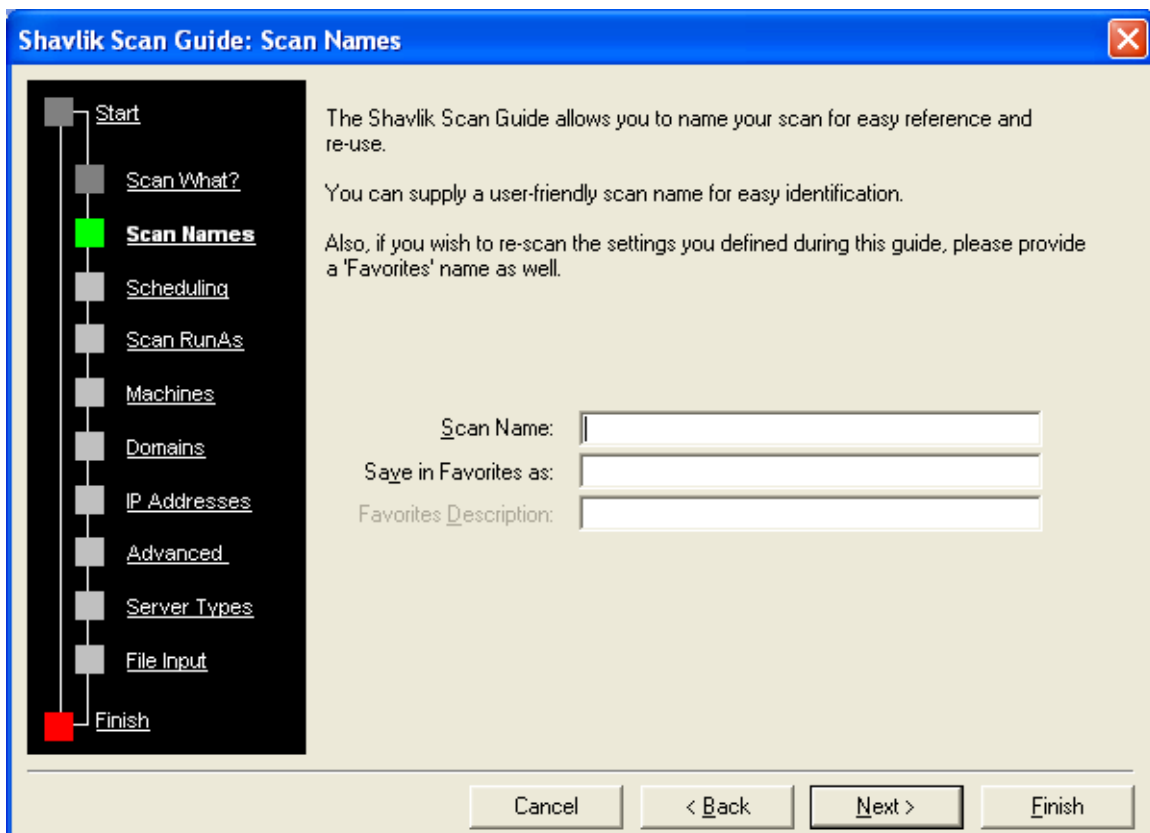 Shavlik Scan Guide: Scan Names
Start
Scan What?
Scan Names
Scheduling
Scan RunAs
Machines
Domains
IP Addresses
Advanced
Server Types
File Input
Finish
The Shavlik Scan Guide allows you to name your scan for easy reference and
re-use.
You can supply a user-friendly scan name for easy identification.
Also, if you wish to re-scan the settings you defined during this guide, please provide
a 'Favorites' name as well.
Scan Name:
Save in Favorites as:
Favorites Description:
Cancel
< Back
Next >
Finish